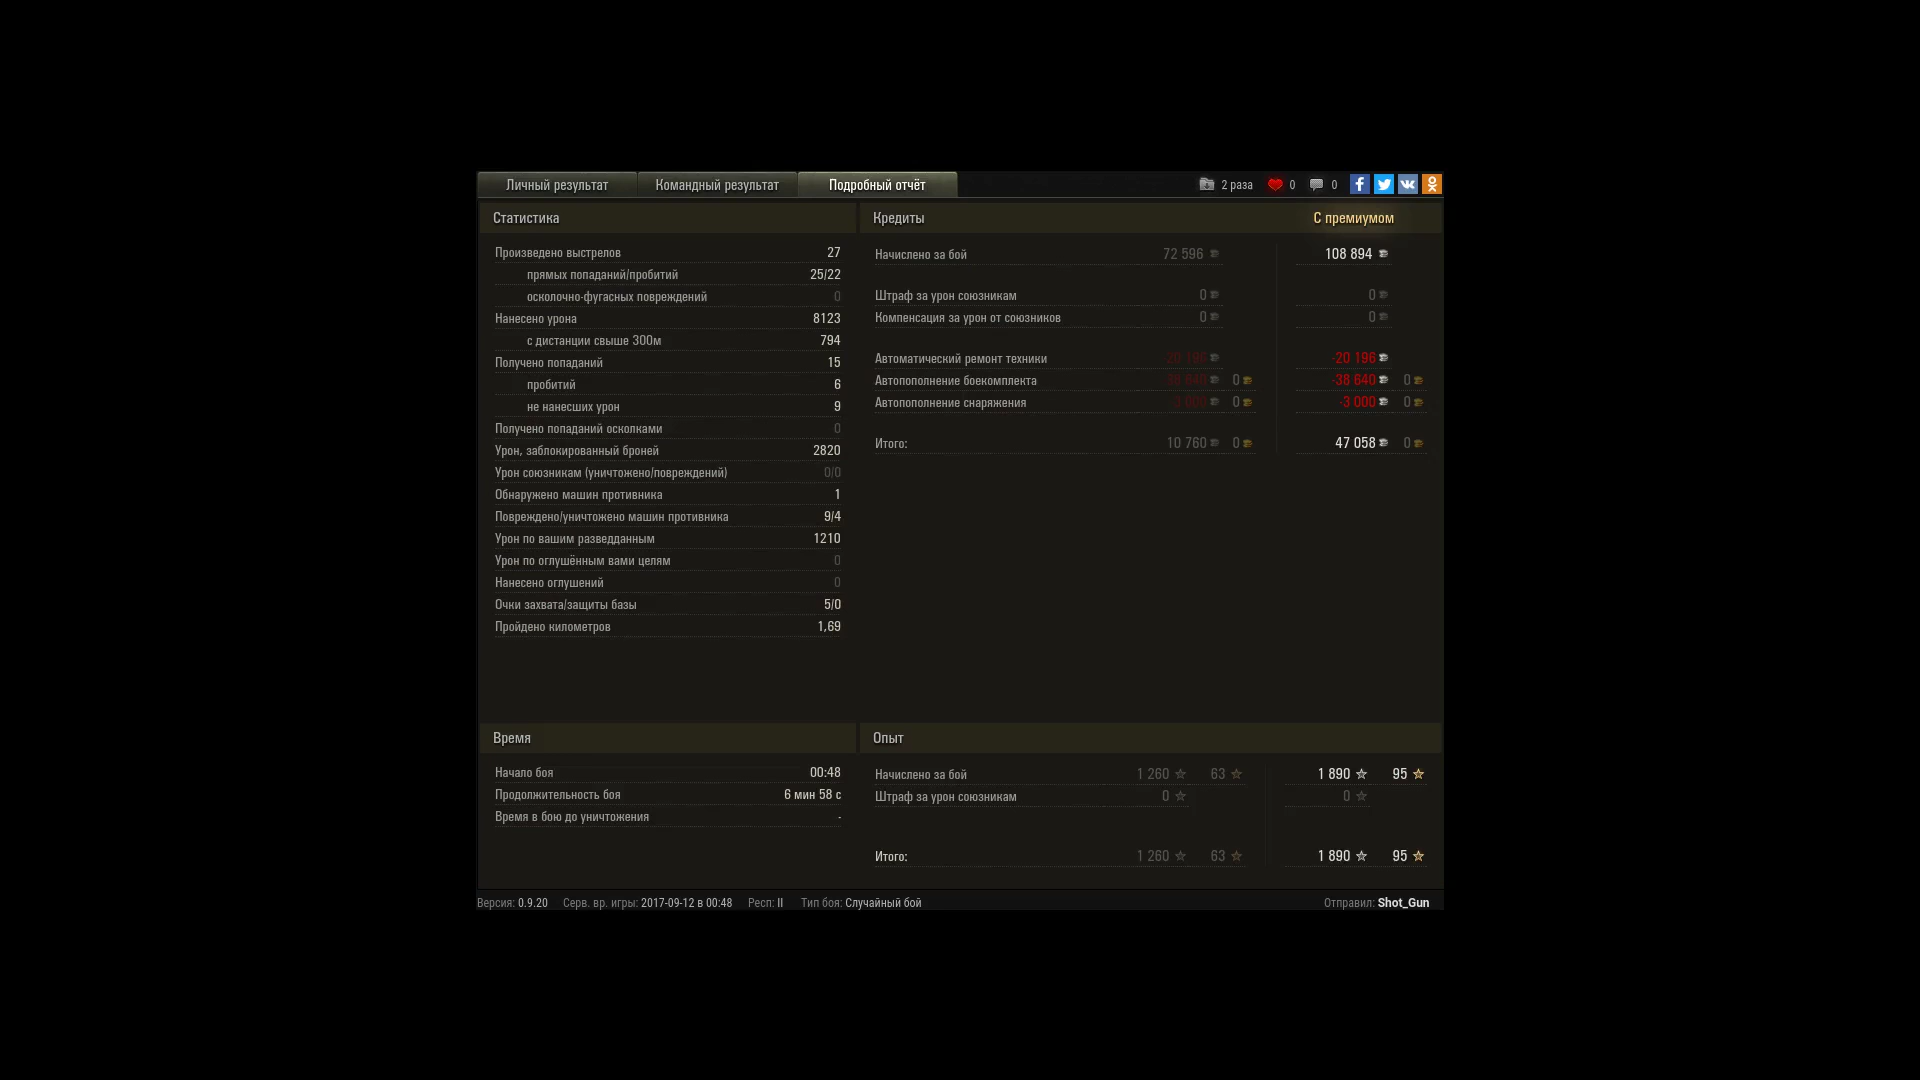 Личный результат Командный результат Подробный отчёт 2 раза 0 0
Статистика
Произведено выстрелов 27
прямых попаданий/пробитий 25/22
осколочно-фугасных повреждений 0
Нанесено урона 8123
с дистанции свыше 300м 794
Получено попаданий 15
пробитий 6
не нанесших урон 9
Получено попаданий осколками 0
Урон, заблокированный броней 2820
Урон союзникам (уничтожено/повреждений) 0/0
Обнаружено машин противника 1
Повреждено/уничтожено машин противника 9/4
Урон по вашим разведданным 1210
Урон по оглушённым вами целям 0
Нанесено оглушений 0
Очки захвата/защиты базы 5/0
Пройдено километров 1,69
Кредиты С премиумом
Начислено за бой 72 596 108 894
Штраф за урон союзникам 0 0
Компенсация за урон от союзников 0 0
Автоматический ремонт техники -20 196 -20 196
Автопополнение боекомплекта -38 640 0 -38 640 0
Автопополнение снаряжения -3 000 0 -3 000 0
Итого: 10 760 0 47 058 0
Время
Начало боя 00:48
Продолжительность боя 6 мин 58 с
Время в бою до уничтожения -
Опыт
Начислено за бой 1 260 63 1 890 95
Штраф за урон союзникам 0 0
Итого: 1 260 63 1 890 95
Версия: 0.9.20 Серв. вр. игры: 2017-09-12 в 00:48 Респ: II Тип боя: Случайный бой Отправил: Shot_Gun